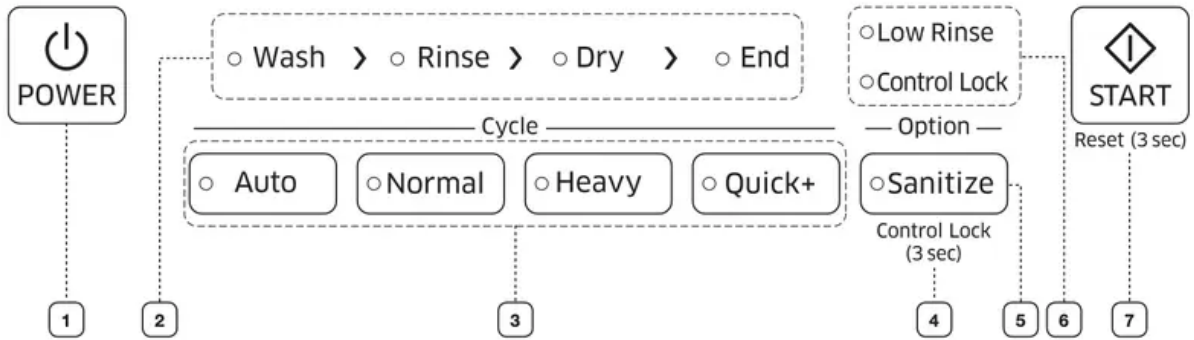 POWER
Wash > Rinse > Dry > End
Low Rinse
Control Lock
START
Reset (3 sec)
Cycle
Option
Auto Normal Heavy Quick+ Sanitize
Control Lock
(3 sec)
1 2 3 4 5 6 7